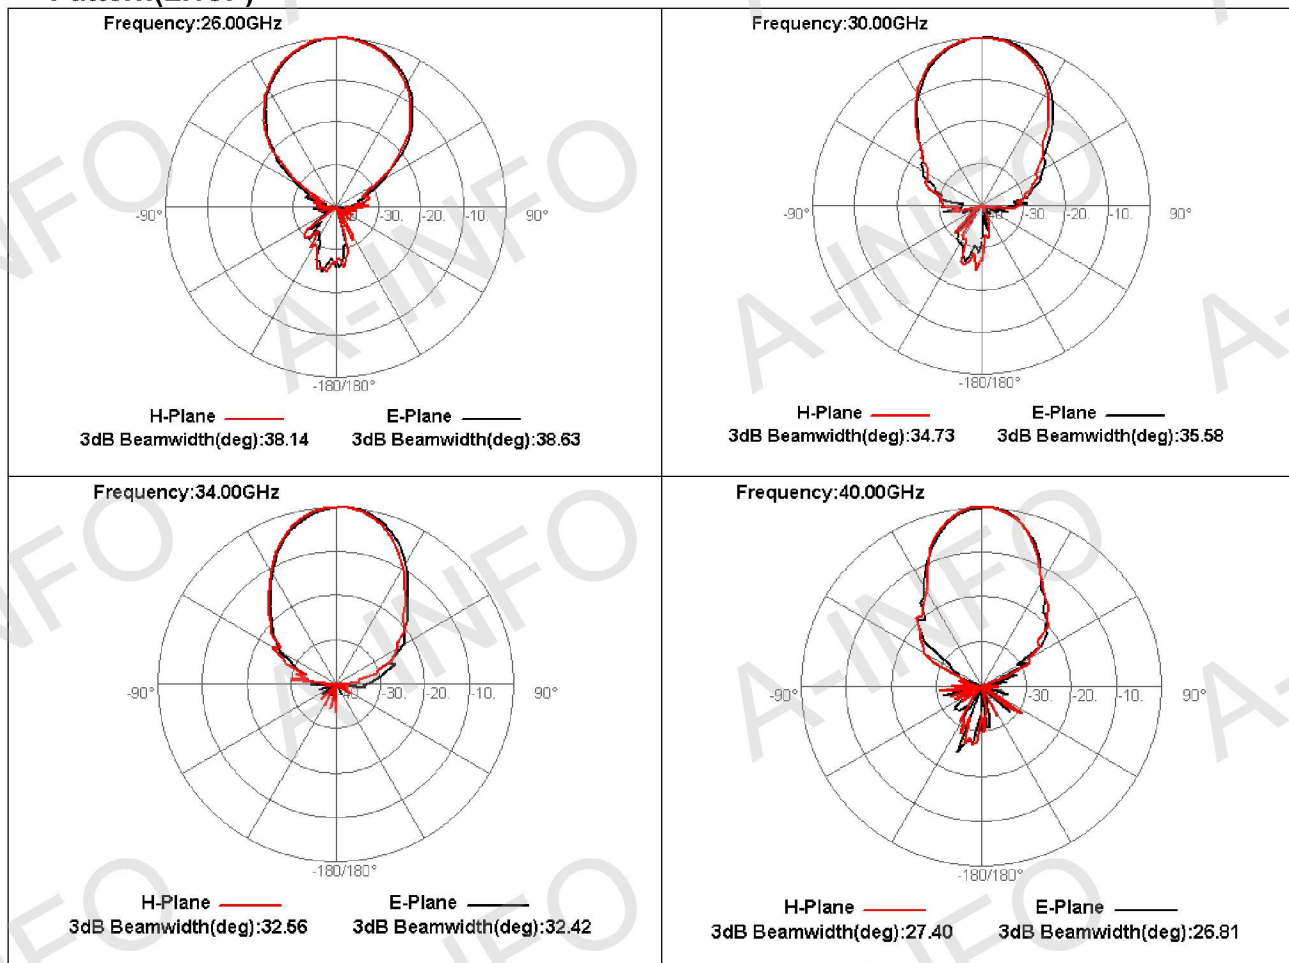 Frequency:26.00GHz
-90°
-30.
-20.
-10.
90°
-180/180°
H-Plane
E-Plane
3dB Beamwidth(deg):38.14
3dB Beamwidth(deg):38.63
Frequency:30.00GHz
-90°
-30.
-20.
-10.
90°
-180/180°
H-Plane
E-Plane
3dB Beamwidth(deg):34.73
3dB Beamwidth(deg):35.58
Frequency:34.00GHz
-90°
-30.
-20.
-10.
90°
-180/180°
H-Plane
E-Plane
3dB Beamwidth(deg):32.56
3dB Beamwidth(deg):32.42
Frequency:40.00GHz
-90°
-30.
-20.
-10.
90°
-180/180°
H-Plane
E-Plane
3dB Beamwidth(deg):27.40
3dB Beamwidth(deg):26.81
A-INFO
A-INFO
A-INFO
A-INFO